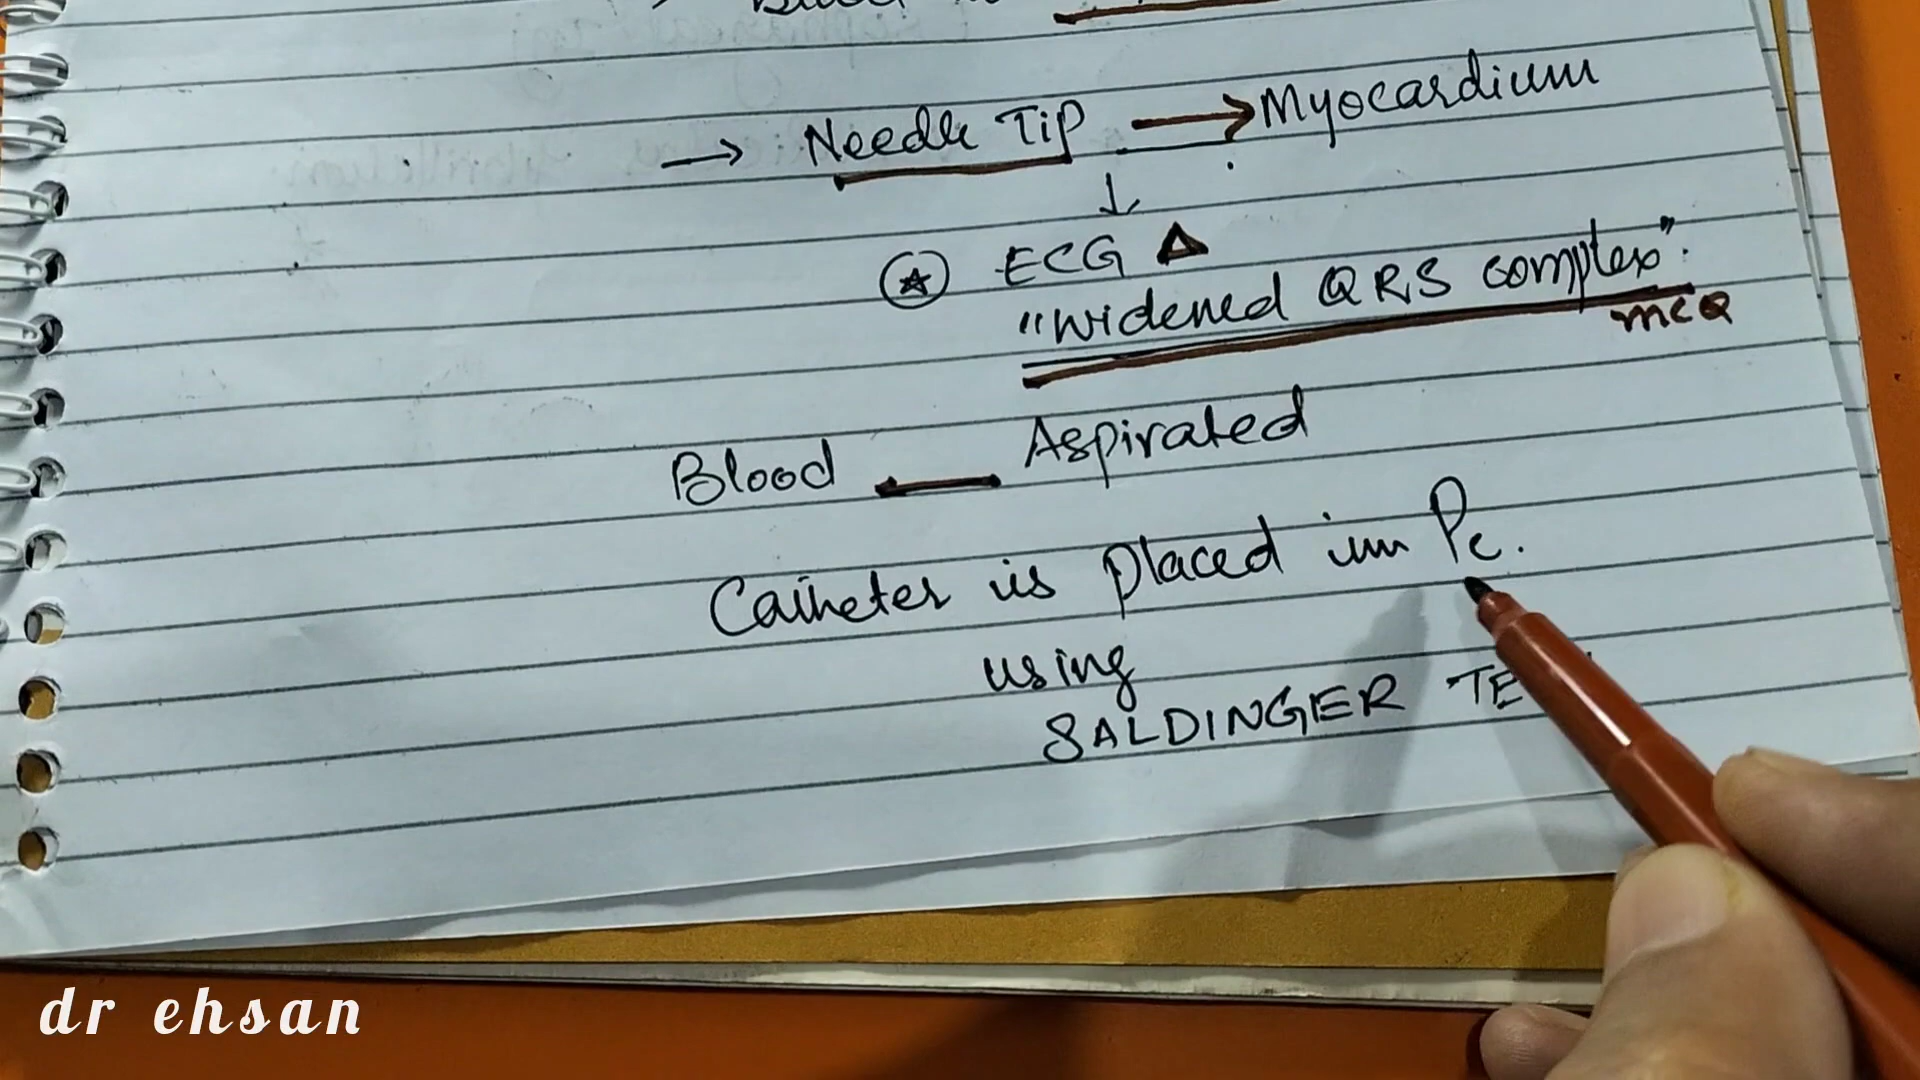 → Needle Tip → Myocardium
↓
ECG Δ
"widened QRS complex".
MCQ
Blood — Aspirated
Catheter is placed in Pc.
using
SALDINGER
dr ehsan